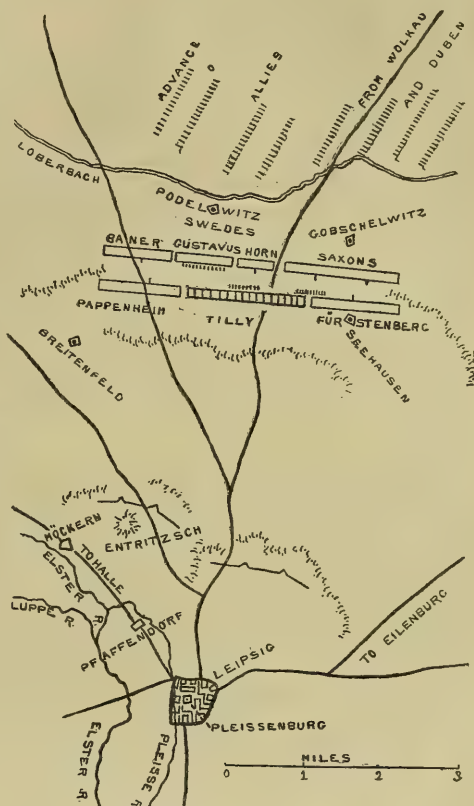 ADVANCE
O
ALLIES
FROM WOLKAU
AND DUBEN
LOBERBACH
PODELWITZ
SWEDES
GOBSCHELWITZ
BANER
GUSTAVUS
HORN
SAXONS
PAPPENHEIM
TILLY
FÜRSTENBERG
SEEHAUSEN
BREITENFELD
MÖCKERN
TO HALLE
ENTRITZSCH
ELSTER R.
LUPPE R.
PFAFFENDORF
TO EILENBURG
LEIPSIG
PLEISSENBURG
ELSTER R.
PLEISSE R.
MILES
0 1 2 3